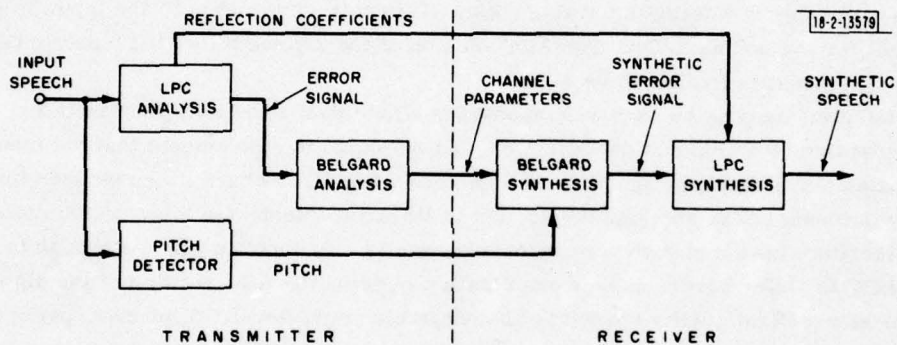 REFLECTION COEFFICIENTS
18-2-13579
INPUT
SPEECH
LPC
ANALYSIS
ERROR
SIGNAL
CHANNEL
PARAMETERS
SYNTHETIC
ERROR
SIGNAL
SYNTHETIC
SPEECH
BELGARD
ANALYSIS
BELGARD
SYNTHESIS
LPC
SYNTHESIS
PITCH
DETECTOR
PITCH
TRANSMITTER
RECEIVER